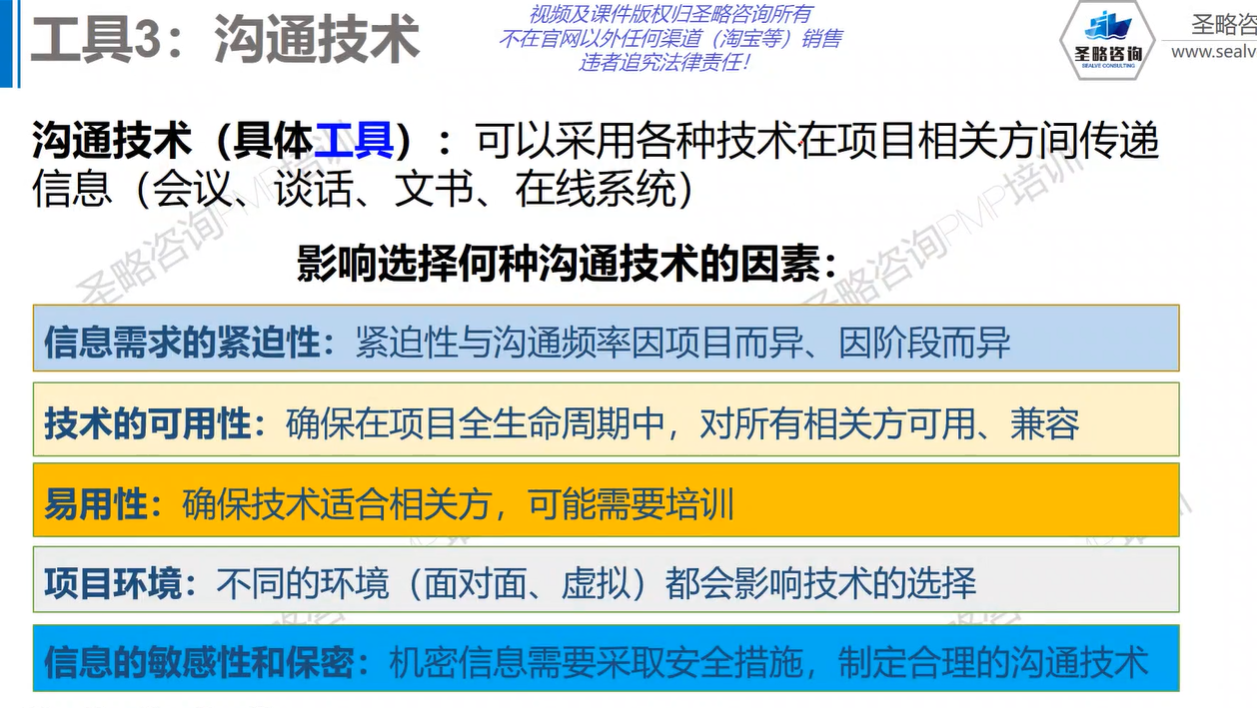 工具3：沟通技术
视频及课件版权归圣略咨询所有
不在官网以外任何渠道（淘宝等）销售
违者追究法律责任！
圣略咨询
SEALVE CONSULTING
圣略咨
www.sealv
沟通技术（具体工具）：可以采用各种技术在项目相关方间传递
信息（会议、谈话、文书、在线系统）
圣略咨询PMP培训
圣略咨询PMP培训
影响选择何种沟通技术的因素：
信息需求的紧迫性：紧迫性与沟通频率因项目而异、因阶段而异
技术的可用性：确保在项目全生命周期中，对所有相关方可用、兼容
易用性：确保技术适合相关方，可能需要培训
项目环境：不同的环境（面对面、虚拟）都会影响技术的选择
信息的敏感性和保密：机密信息需要采取安全措施，制定合理的沟通技术